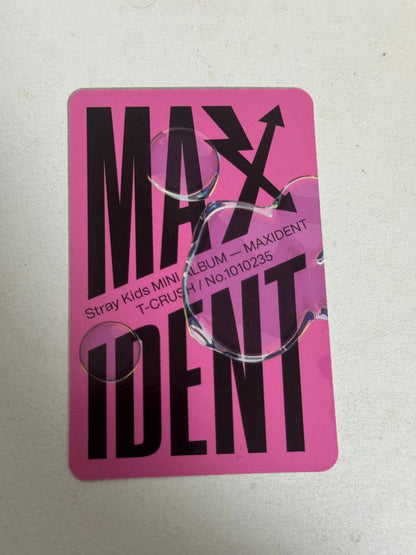 MAX
Stray Kids MINI ALBUM — MAXIDENT
T-CRUSH / No.1010235
IDENT